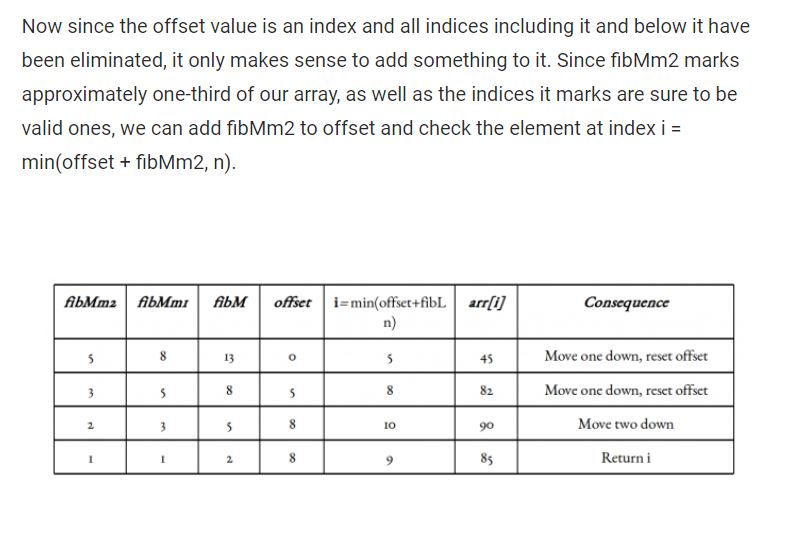 Now since the offset value is an index and all indices including it and below it have
been eliminated, it only makes sense to add something to it. Since fibMm2 marks
approximately one-third of our array, as well as the indices it marks are sure to be
valid ones, we can add fibMm2 to offset and check the element at index i =
min(offset + fibMm2, n).
fibMm2 fibMm1 fibM offset i=min(offset+fibL arr[i] Consequence
n)
5 8 13 0 5 45 Move one down, reset offset
3 5 8 5 8 82 Move one down, reset offset
2 3 5 8 10 90 Move two down
1 1 2 8 9 85 Return i